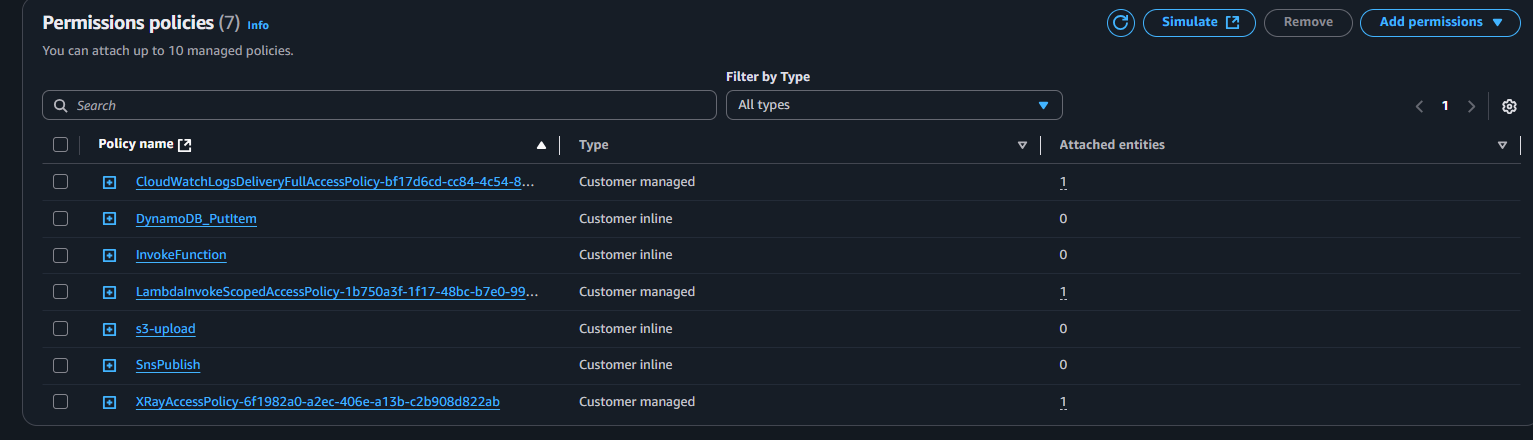 Permissions policies (7) Info
Simulate Remove Add permissions
You can attach up to 10 managed policies.
Filter by Type
Search All types 1
Policy name Type Attached entities
CloudWatchLogsDeliveryFullAccessPolicy-bf17d6cd-cc84-4c54-8... Customer managed 1
DynamoDB_PutItem Customer inline 0
InvokeFunction Customer inline 0
LambdaInvokeScopedAccessPolicy-1b750a3f-1f17-48bc-b7e0-99... Customer managed 1
s3-upload Customer inline 0
SnsPublish Customer inline 0
XRayAccessPolicy-6f1982a0-a2ec-406e-a13b-c2b908d822ab Customer managed 1